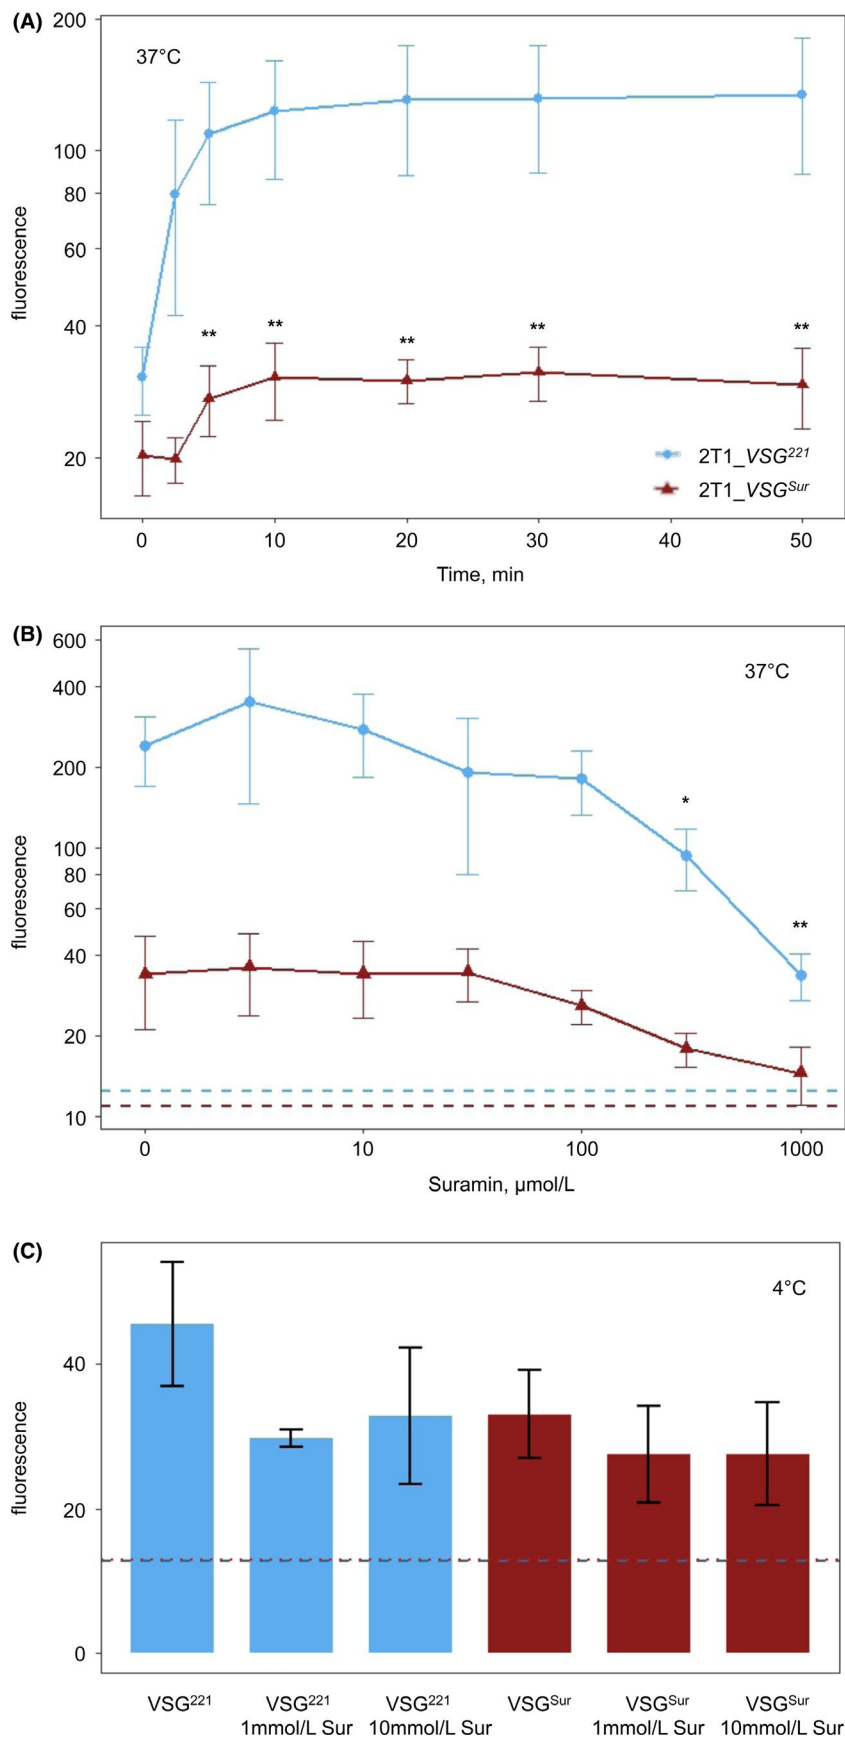 (A)
37°C
200
100
80
60
40
20
fluorescence
** ** ** ** **
2T1_VSG²²¹
2T1_VSGˢᵘʳ
0 10 20 30 40 50
Time, min
(B)
37°C
600
400
200
100
80
60
40
20
10
fluorescence
*
**
0 10 100 1000
Suramin, µmol/L
(C)
4°C
40
20
0
fluorescence
VSG²²¹
VSG²²¹
1mmol/L Sur
VSG²²¹
10mmol/L Sur
VSGˢᵘʳ
VSGˢᵘʳ
1mmol/L Sur
VSGˢᵘʳ
10mmol/L Sur